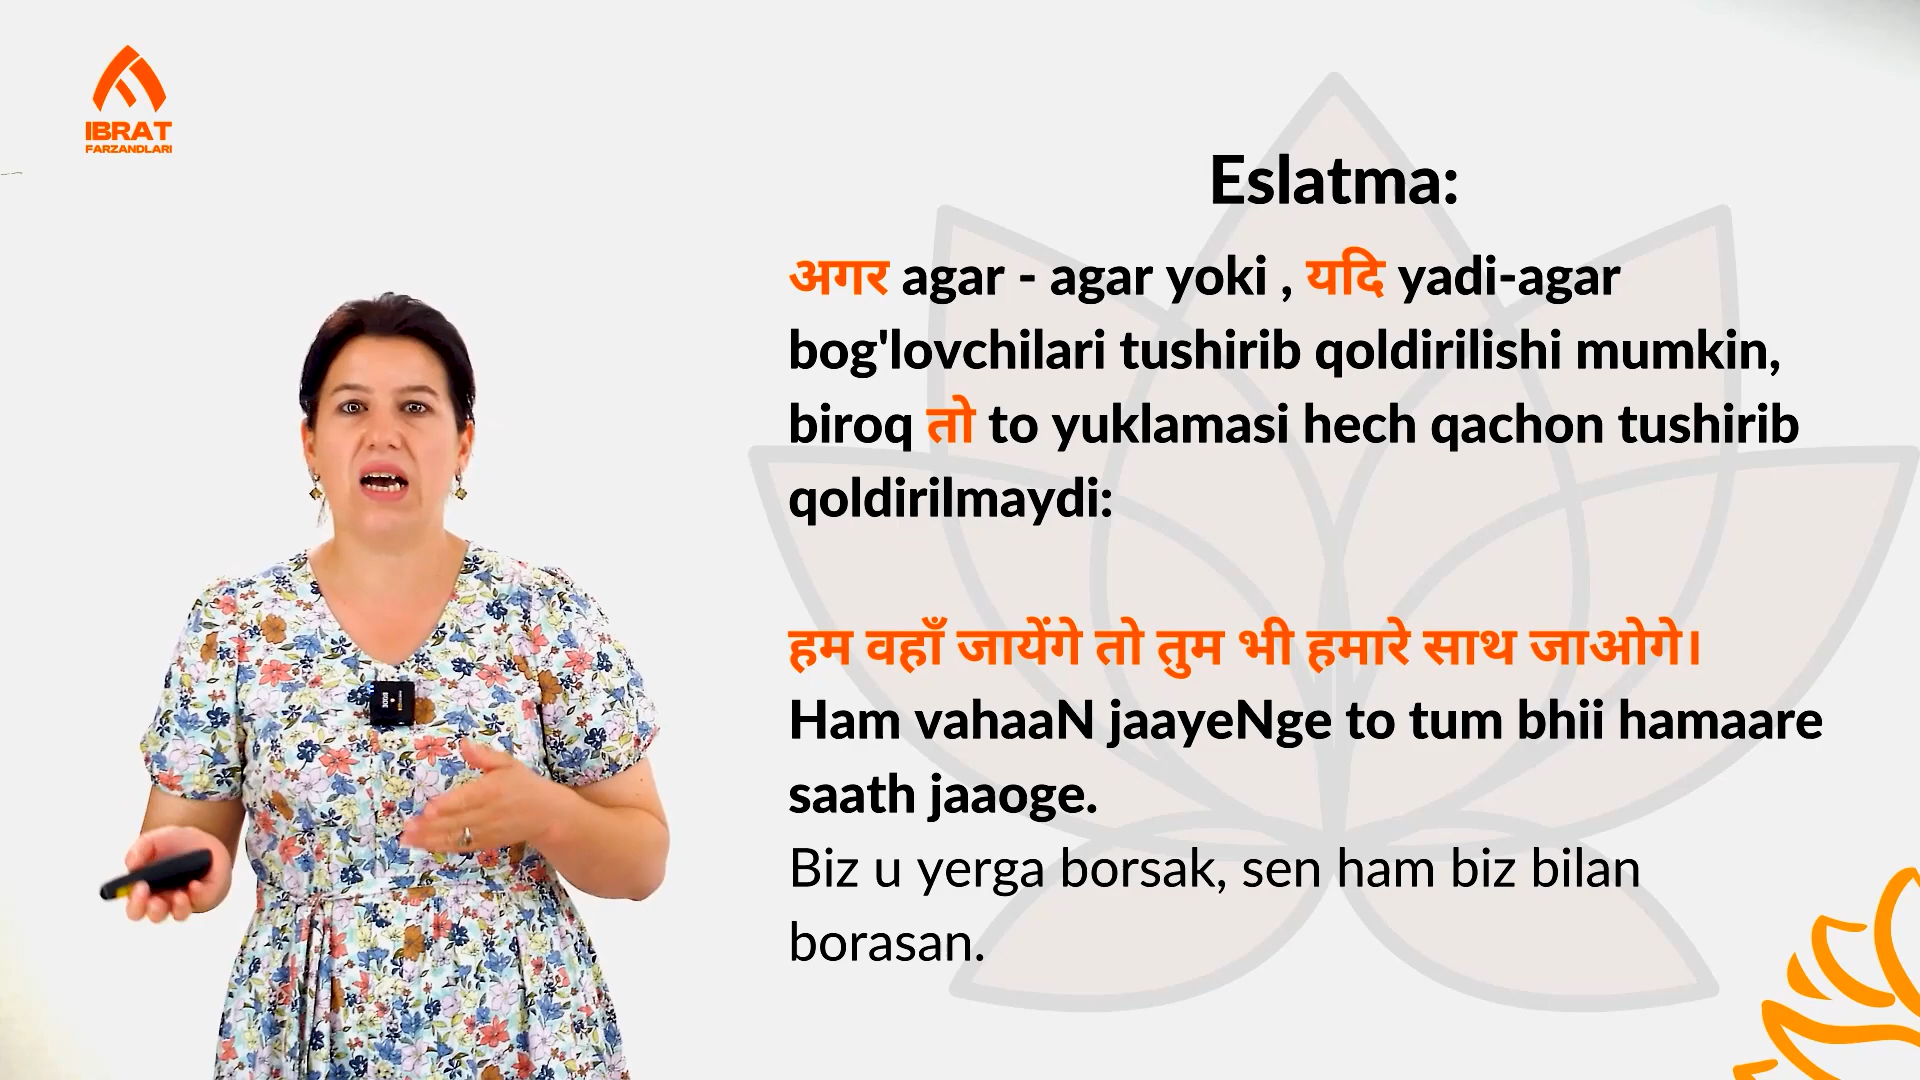 IBRAT
FARZANDLARI
Eslatma:
अगर agar - agar yoki , यदि yadi-agar
bog'lovchilari tushirib qoldirilishi mumkin,
biroq तो to yuklamasi hech qachon tushirib
qoldirilmaydi:
हम वहाँ जायेंगे तो तुम भी हमारे साथ जाओगे।
Ham vahaaN jaayeNge to tum bhii hamaare
saath jaaoge.
Biz u yerga borsak, sen ham biz bilan
borasan.